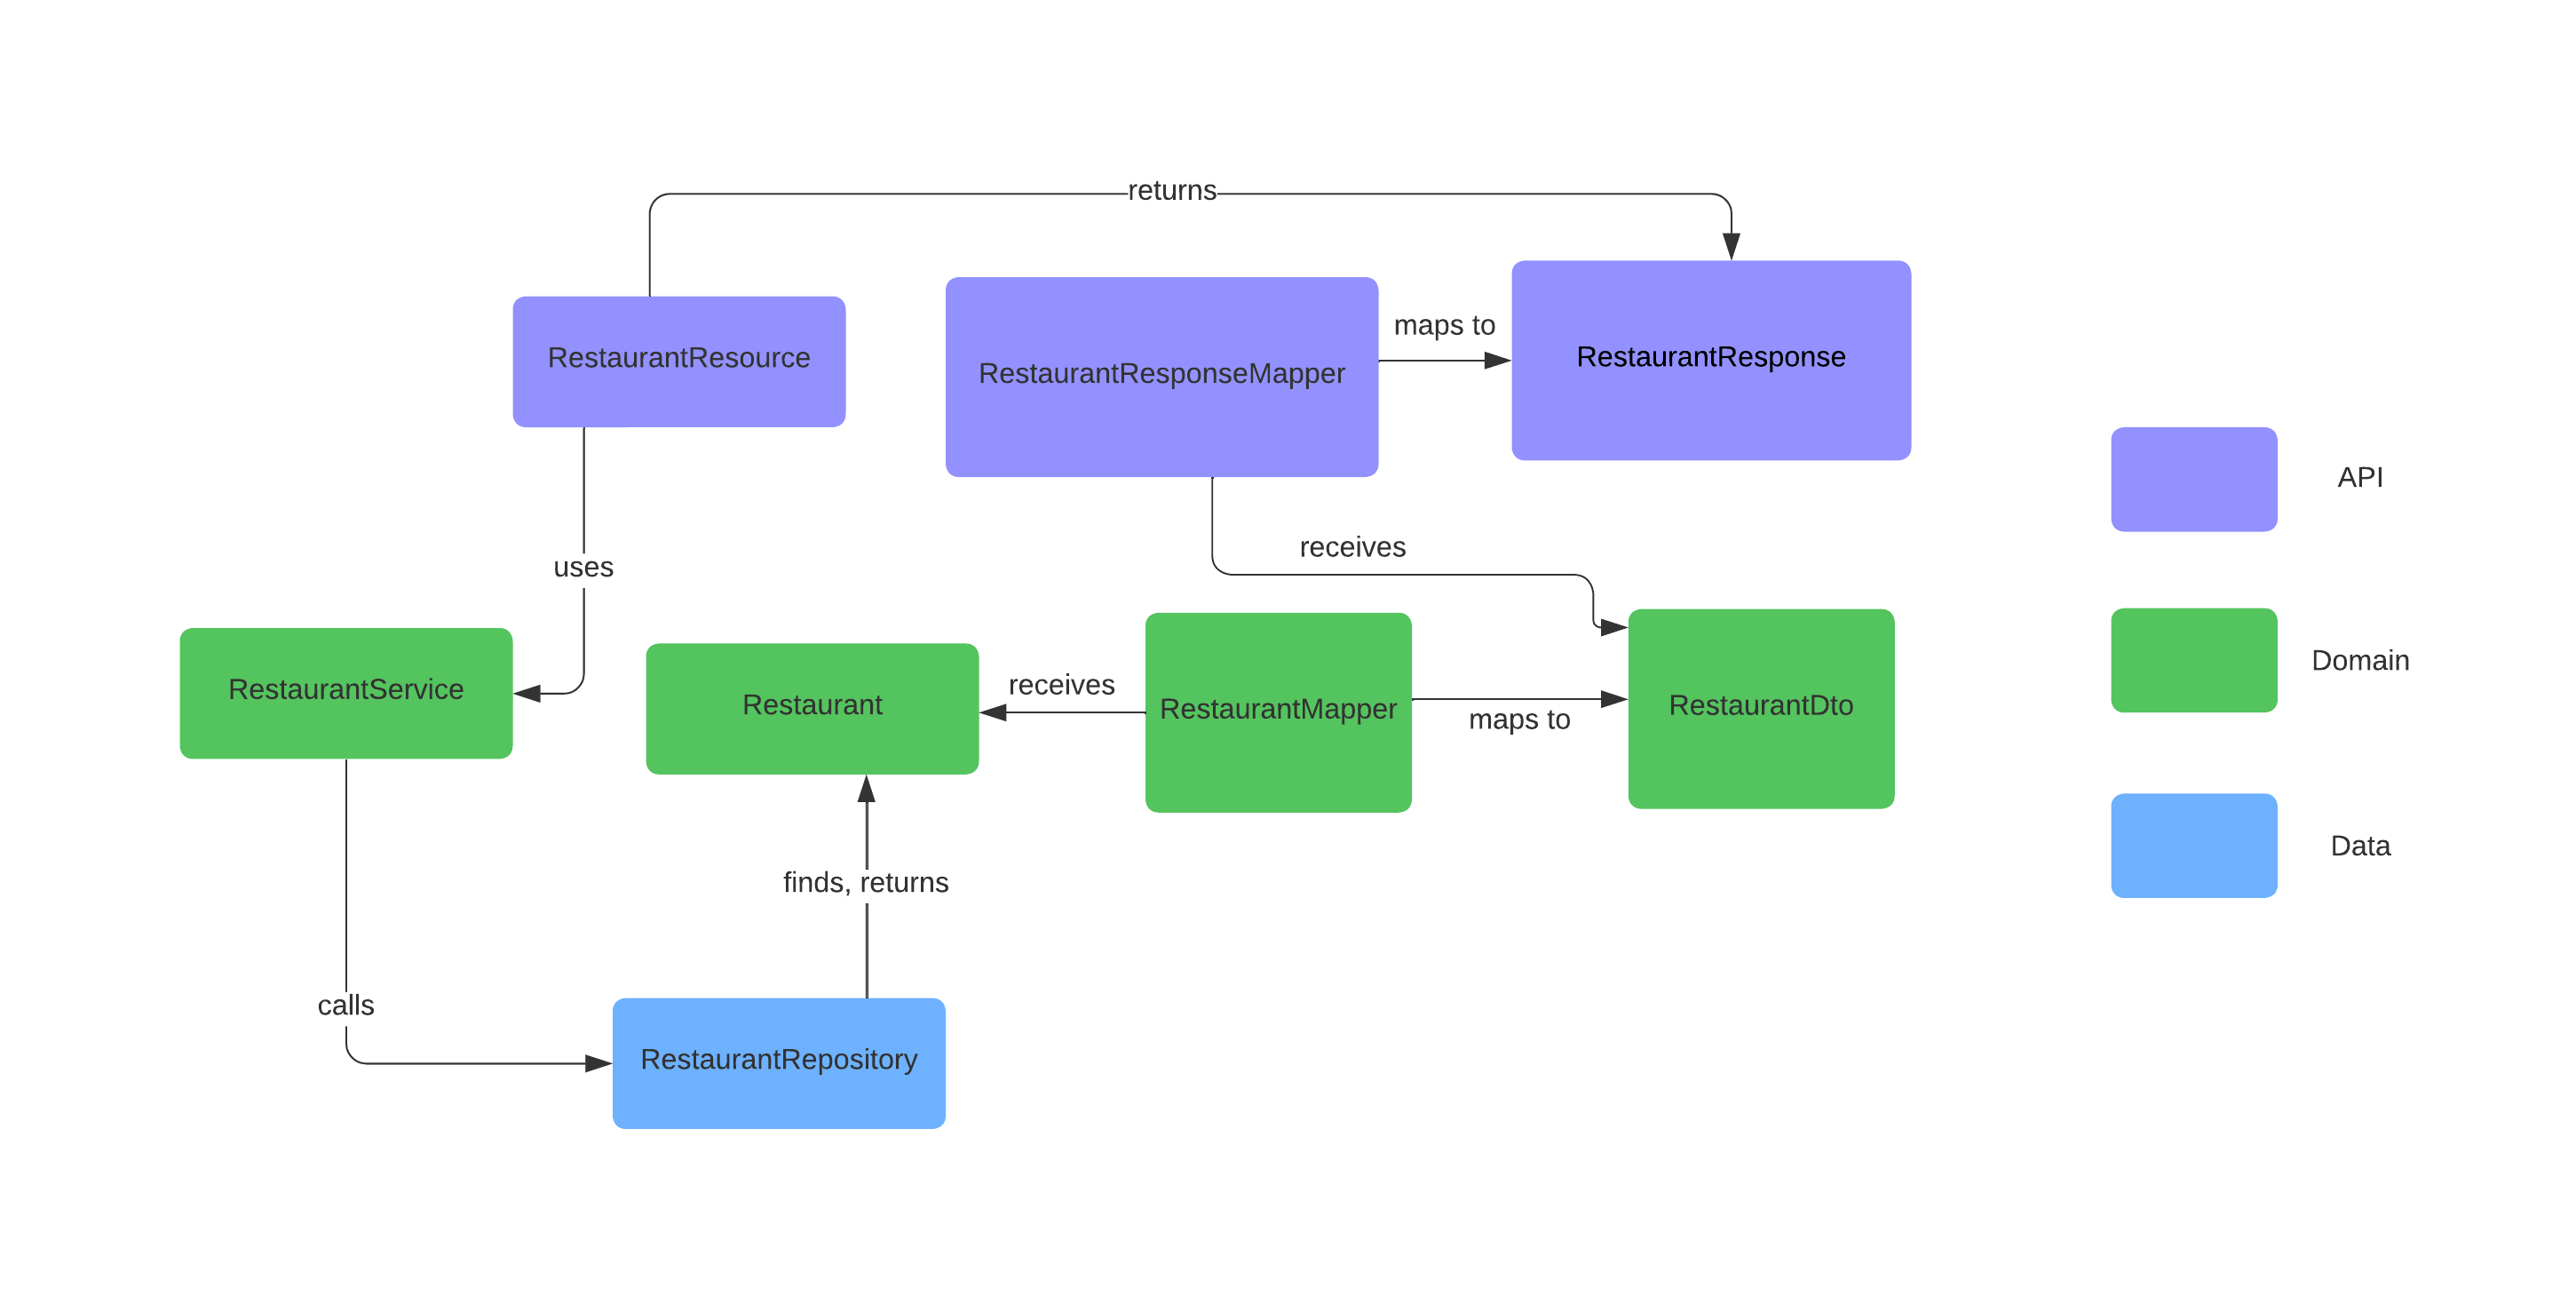 returns
RestaurantResource
RestaurantResponseMapper
maps to
RestaurantResponse
API
receives
uses
RestaurantService
Restaurant
receives
RestaurantMapper
maps to
RestaurantDto
Domain
finds, returns
Data
calls
RestaurantRepository